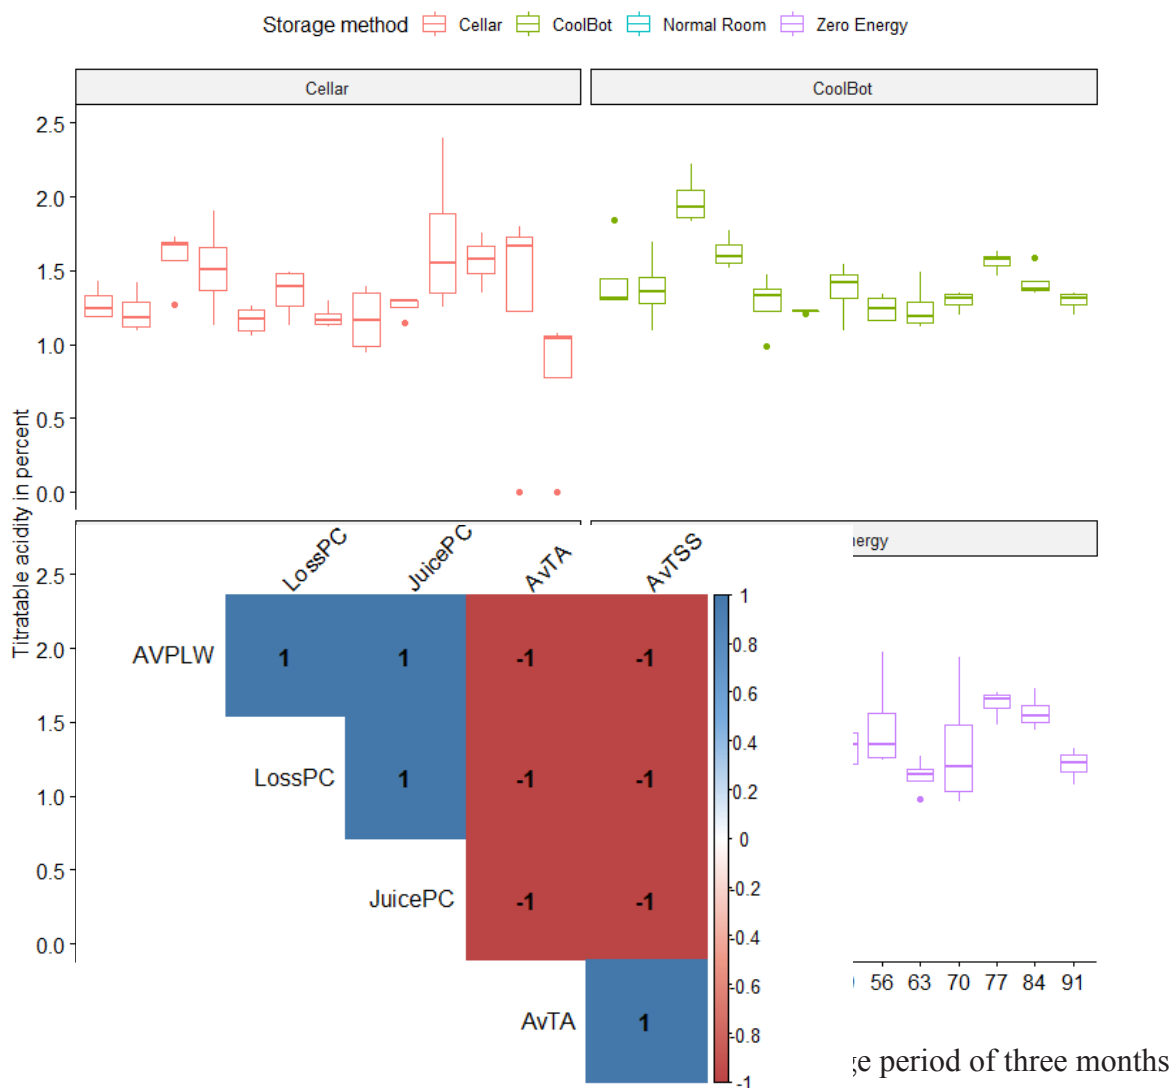 Storage method Cellar CoolBot Normal Room Zero Energy
Cellar CoolBot
2.5
2.0
1.5
1.0
0.5
0.0
Titratable acidity in percent
ergy
2.5
2.0
1.5
1.0
0.5
0.0
LossPC JuicePC AvTA AvTSS
AVPLW 1 1 -1 -1
LossPC 1 -1 -1
JuicePC -1 -1
AvTA 1
1
0.8
0.6
0.4
0.2
0
-0.2
-0.4
-0.6
-0.8
-1
56 63 70 77 84 91
period of three months